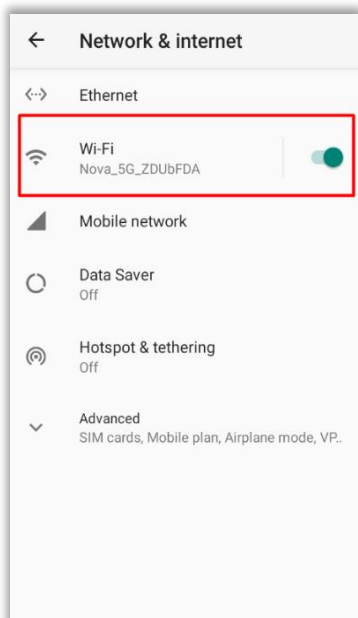 Network & internet
Ethernet
Wi-Fi
Nova_5G_ZDUbFDA
Mobile network
Data Saver
Off
Hotspot & tethering
Off
Advanced
SIM cards, Mobile plan, Airplane mode, VP..